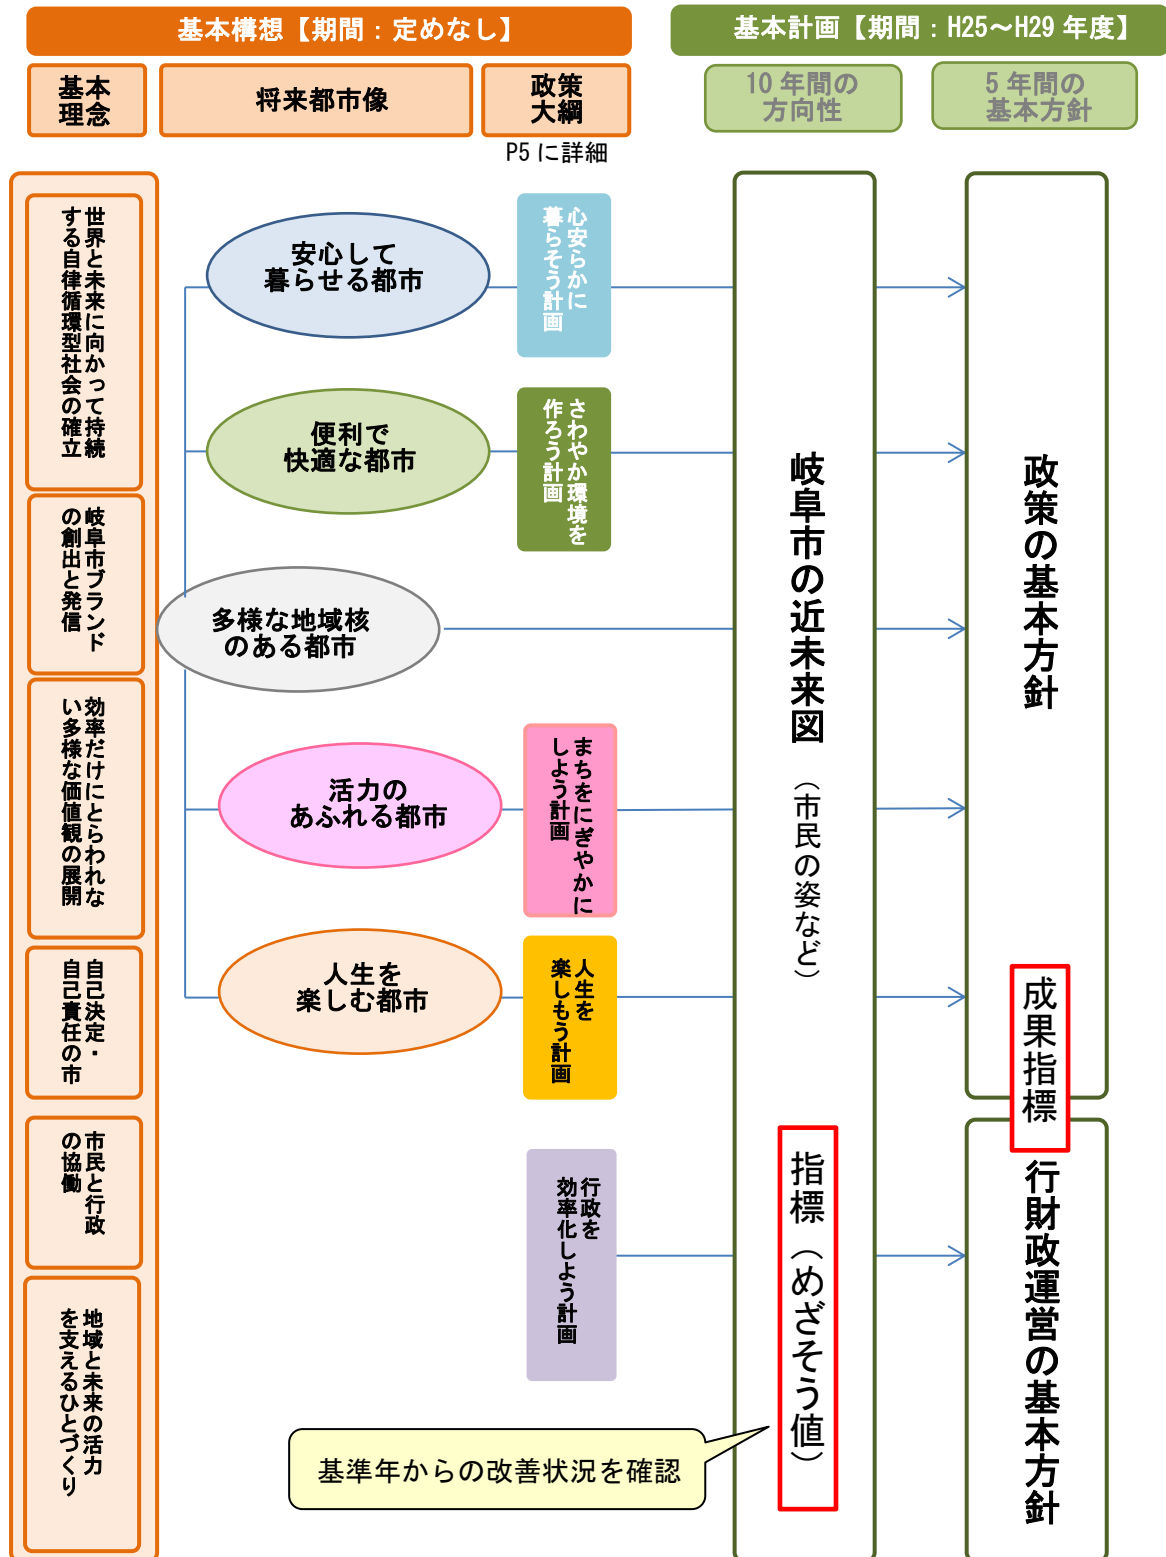 基本構想【期間：定めなし】
基本計画【期間：H25～H29 年度】
基本
理念
将来都市像
政策
大綱
10 年間の
方向性
5 年間の
基本方針
P5 に詳細
世界と未来に向かって持続
する自律循環型社会の確立
岐阜市ブランド
の創出と発信
効率だけにとらわれな
い多様な価値観の展開
自己決定・
自己責任の市
市民と行政
の協働
地域と未来の活力
を支えるひとづくり
安心して
暮らせる都市
便利で
快適な都市
多様な地域核
のある都市
活力の
あふれる都市
人生を
楽しむ都市
心安らかに
暮らそう計画
さわやか環境を
作ろう計画
まちをにぎやかに
しよう計画
人生を
楽しもう計画
行政を
効率化しよう計画
岐阜市の近未来図（市民の姿など）
指標（めざそう値）
基準年からの改善状況を確認
政策の基本方針
成果指標
行財政運営の基本方針